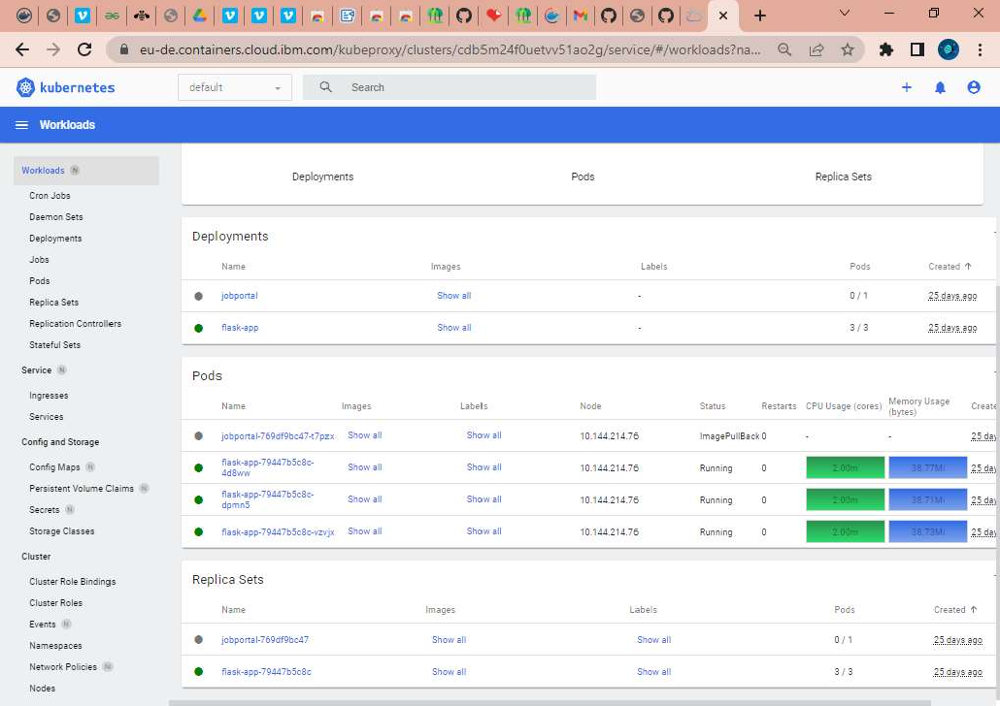 eu-de.containers.cloud.ibm.com/kubeproxy/clusters/cdb5m24f0uetvv51ao2g/service/#/workloads?na...
kubernetes
default
Search
Workloads
Workloads N
Cron Jobs
Daemon Sets
Deployments
Jobs
Pods
Replica Sets
Replication Controllers
Stateful Sets
Service N
Ingresses
Services
Config and Storage
Config Maps N
Persistent Volume Claims N
Secrets N
Storage Classes
Cluster
Cluster Role Bindings
Cluster Roles
Events N
Namespaces
Network Policies N
Nodes
Deployments Pods Replica Sets
Deployments
Name Images Labels Pods Created
jobportal Show all - 0 / 1 25 days ago
flask-app Show all - 3 / 3 25 days ago
Pods
Name Images Labels Node Status Restarts CPU Usage (cores) Memory Usage (bytes) Create
jobportal-769df9bc47-t7pzx Show all Show all 10.144.214.76 ImagePullBack 0 - - 25 day
flask-app-79447b5c8c-
4d8ww Show all Show all 10.144.214.76 Running 0 2.00m 38.77Mi 25 day
flask-app-79447b5c8c-
dpmn5 Show all Show all 10.144.214.76 Running 0 2.00m 38.71Mi 25 day
flask-app-79447b5c8c-vzvjx Show all Show all 10.144.214.76 Running 0 2.00m 38.73Mi 25 day
Replica Sets
Name Images Labels Pods Created
jobportal-769df9bc47 Show all Show all 0 / 1 25 days ago
flask-app-79447b5c8c Show all Show all 3 / 3 25 days ago